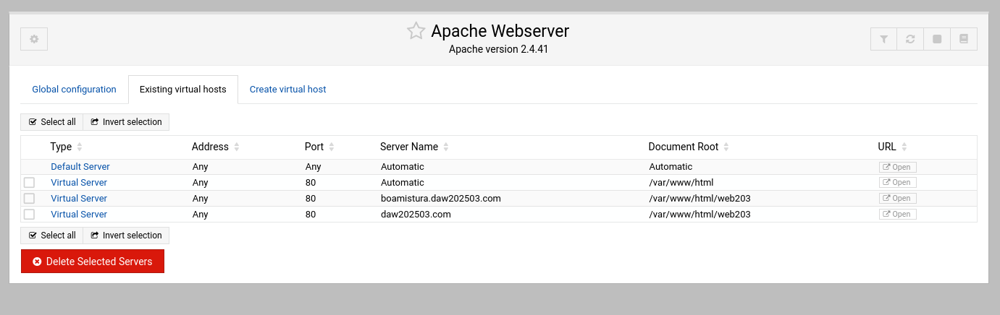 Apache Webserver
Apache version 2.4.41
Global configuration Existing virtual hosts Create virtual host
Select all Invert selection
Type Address Port Server Name Document Root URL
Default Server Any Any Automatic Automatic Open
Virtual Server Any 80 Automatic /var/www/html Open
Virtual Server Any 80 boamistura.daw202503.com /var/www/html/web203 Open
Virtual Server Any 80 daw202503.com /var/www/html/web203 Open
Select all Invert selection
Delete Selected Servers